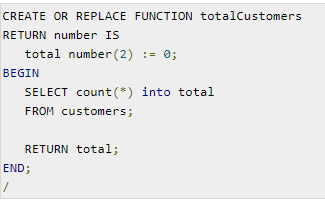 CREATE OR REPLACE FUNCTION totalCustomers
RETURN number IS
   total number(2) := 0;
BEGIN
   SELECT count(*) into total
   FROM customers;

   RETURN total;
END;
/